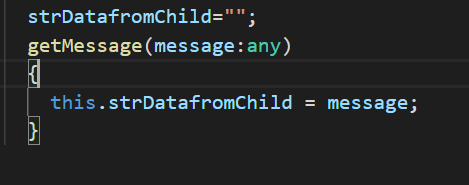 strDatafromChild="";
getMessage(message:any)
{
this.strDatafromChild = message;
}